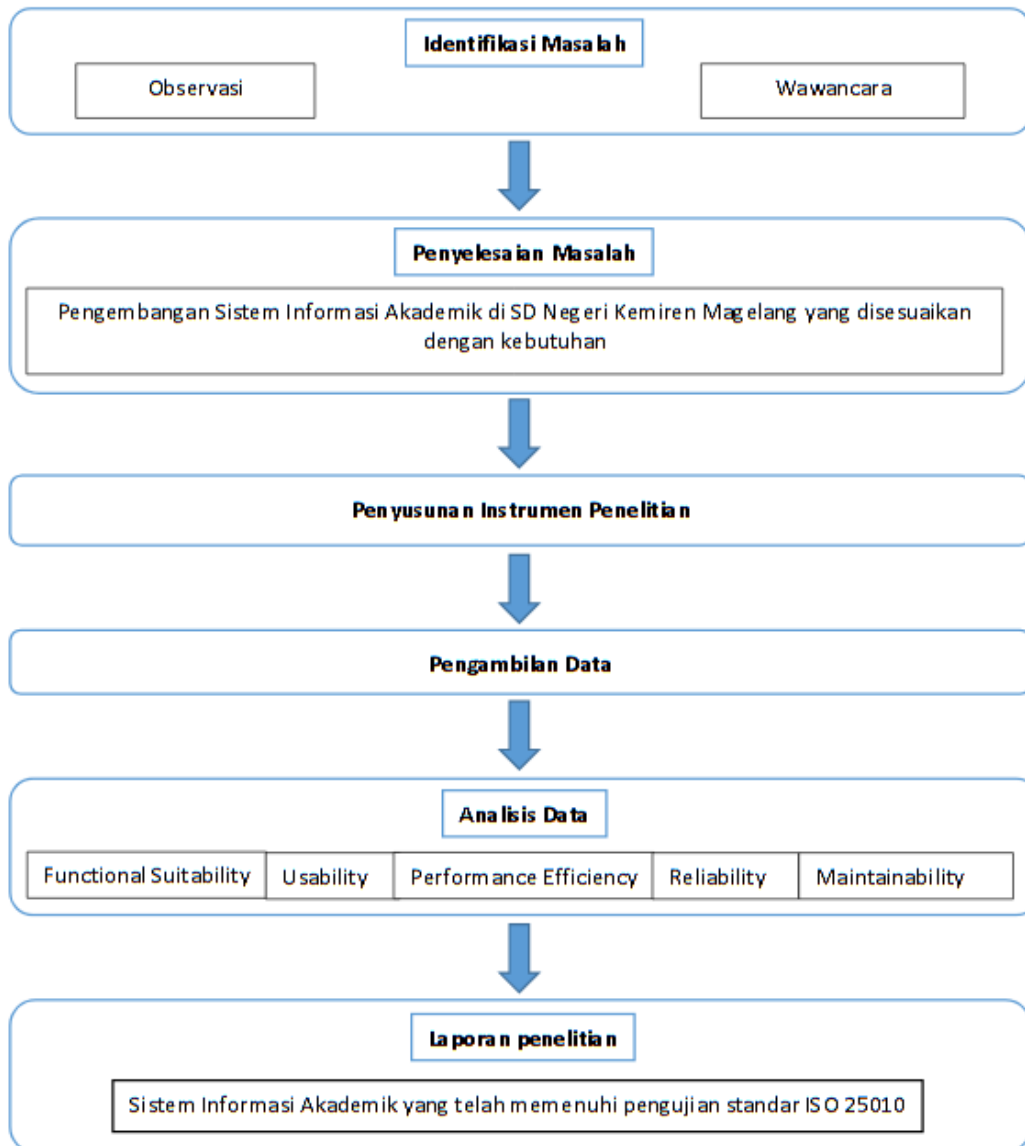 Identifikasi Masalah
Observasi
Wawancara
Penyelesaian Masalah
Pengembangan Sistem Informasi Akademik di SD Negeri Kemiren Magelang yang disesuaikan
dengan kebutuhan
Penyusunan Instrumen Penelitian
Pengambilan Data
Analisis Data
Functional Suitability
Usability
Performance Efficiency
Reliability
Maintainability
Laporan penelitian
Sistem Informasi Akademik yang telah memenuhi pengujian standar ISO 25010